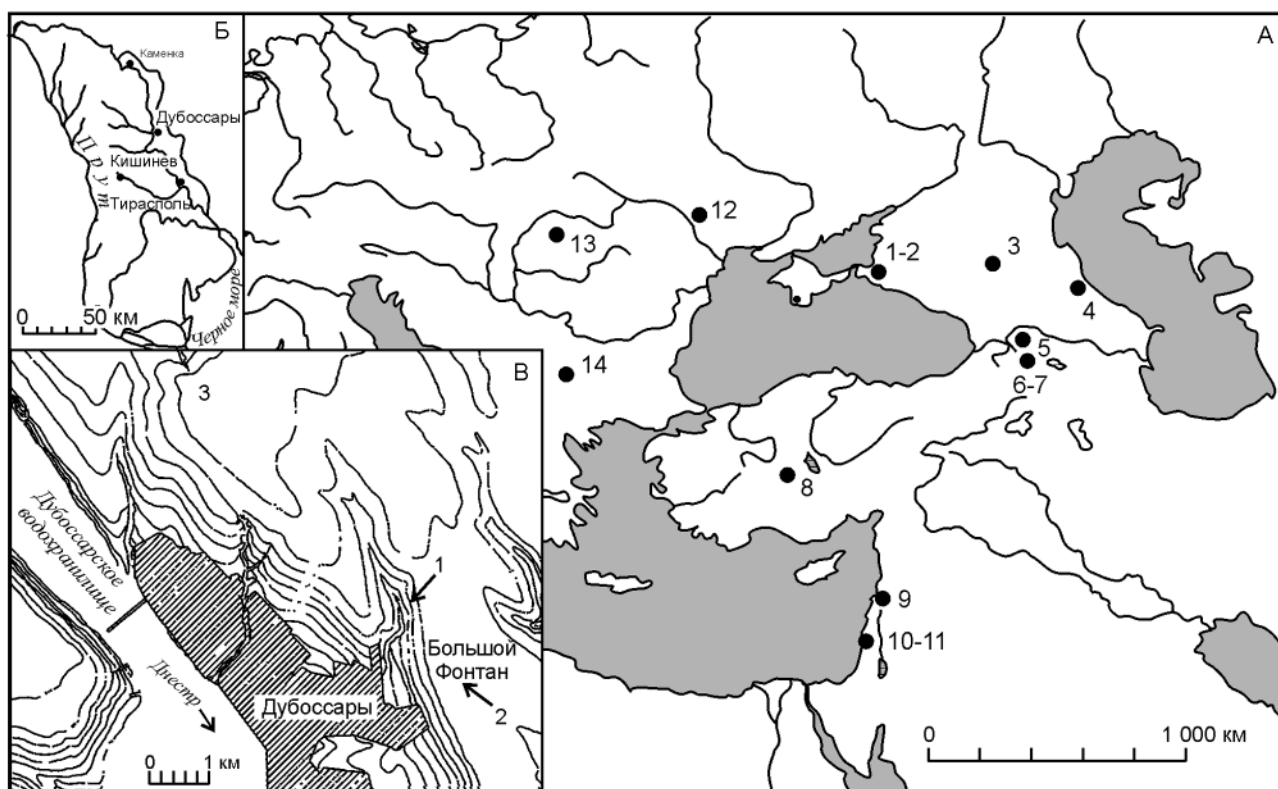 Б
Каменка
Дубоссары
Прут
Кишинев
Тирасполь
Черное море
0 50 км
А
12
13
1-2
3
4
5
6-7
14
8
9
10-11
0 1 000 км
В
3
Дубоссарское
водохранилище
1
Большой
Фонтан
2
Днестр
Дубоссары
0 1 км